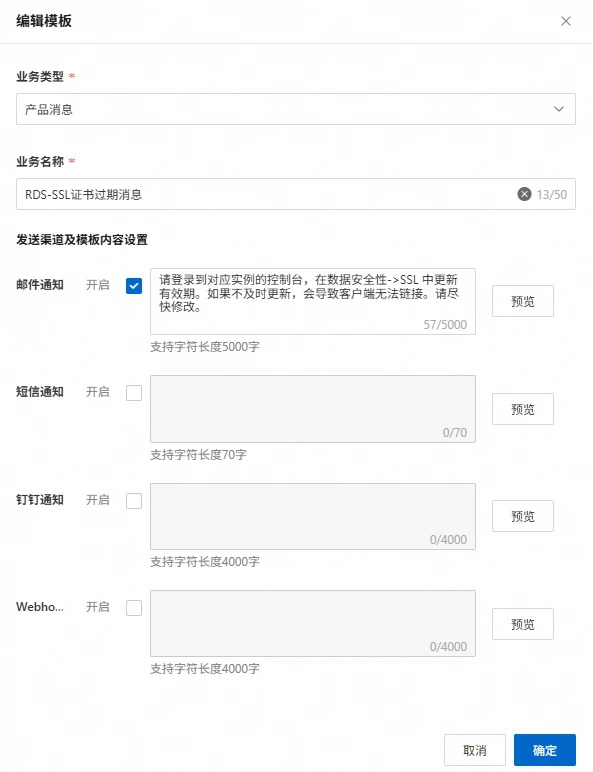 编辑模板
业务类型 *
产品消息
业务名称 *
RDS-SSL证书过期消息
13/50
发送渠道及模板内容设置
邮件通知 开启
请登录到对应实例的控制台，在数据安全性->SSL 中更新
有效期。如果不及时更新，会导致客户端无法链接。请尽
快修改。
57/5000
预览
支持字符长度5000字
短信通知 开启
0/70
预览
支持字符长度70字
钉钉通知 开启
0/4000
预览
支持字符长度4000字
Webho... 开启
0/4000
预览
支持字符长度4000字
取消 确定